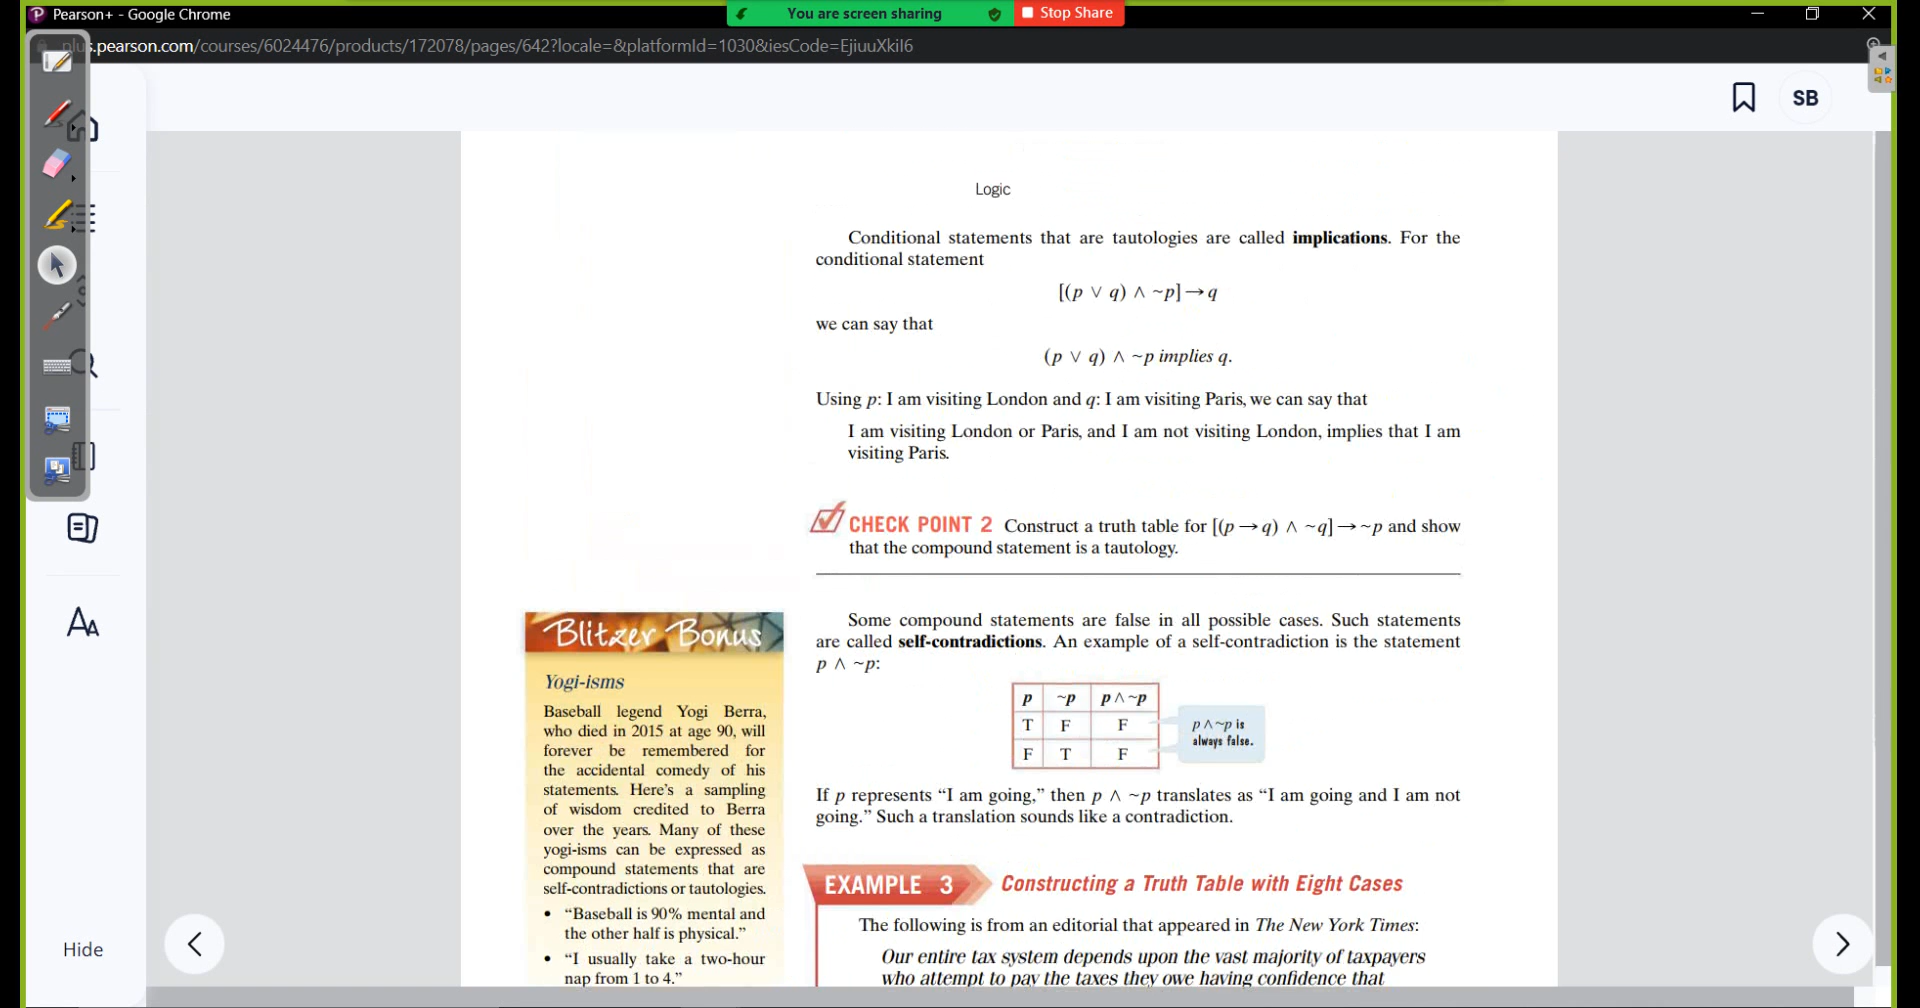 Pearson+ - Google Chrome
You are screen sharing
Stop Share
plus.pearson.com/courses/6024476/products/172078/pages/642?locale=&platformId=1030&iesCode=EjiuuXkiI6
SB
Logic
Conditional statements that are tautologies are called implications. For the
conditional statement
[(p ∨ q) ∧ ~p] → q
we can say that
(p ∨ q) ∧ ~p implies q.
Using p: I am visiting London and q: I am visiting Paris, we can say that
I am visiting London or Paris, and I am not visiting London, implies that I am
visiting Paris.
CHECK POINT 2 Construct a truth table for [(p → q) ∧ ~q] → ~p and show
that the compound statement is a tautology.
Some compound statements are false in all possible cases. Such statements
are called self-contradictions. An example of a self-contradiction is the statement
p ∧ ~p:
p ~p p ∧ ~p
T F F
F T F
p ∧ ~p is
always false.
If p represents “I am going,” then p ∧ ~p translates as “I am going and I am not
going.” Such a translation sounds like a contradiction.
Blitzer Bonus
Yogi-isms
Baseball legend Yogi Berra,
who died in 2015 at age 90, will
forever be remembered for
the accidental comedy of his
statements. Here’s a sampling
of wisdom credited to Berra
over the years. Many of these
yogi-isms can be expressed as
compound statements that are
self-contradictions or tautologies.
• “Baseball is 90% mental and
the other half is physical.”
• “I usually take a two-hour
nap from 1 to 4.”
EXAMPLE 3 Constructing a Truth Table with Eight Cases
The following is from an editorial that appeared in The New York Times:
Our entire tax system depends upon the vast majority of taxpayers
who attempt to pay the taxes they owe having confidence that
Hide